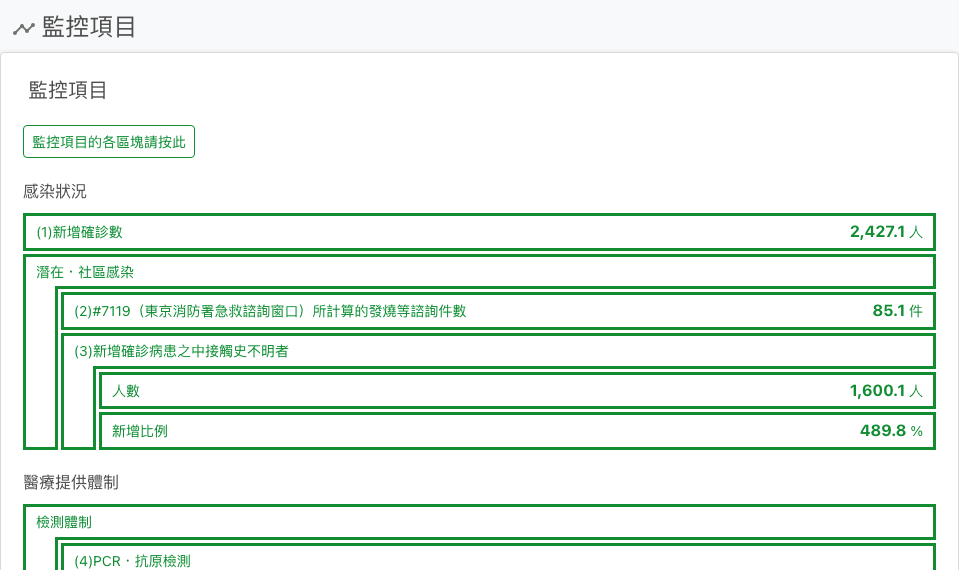 監控項目
監控項目
監控項目的各區塊請按此
感染狀況
(1)新增確診數 2,427.1 人
潛在・社區感染
(2)#7119（東京消防署急救諮詢窗口）所計算的發燒等諮詢件數 85.1 件
(3)新增確診病患之中接觸史不明者
人數 1,600.1 人
新增比例 489.8 %
醫療提供體制
檢測體制
(4)PCR・抗原檢測